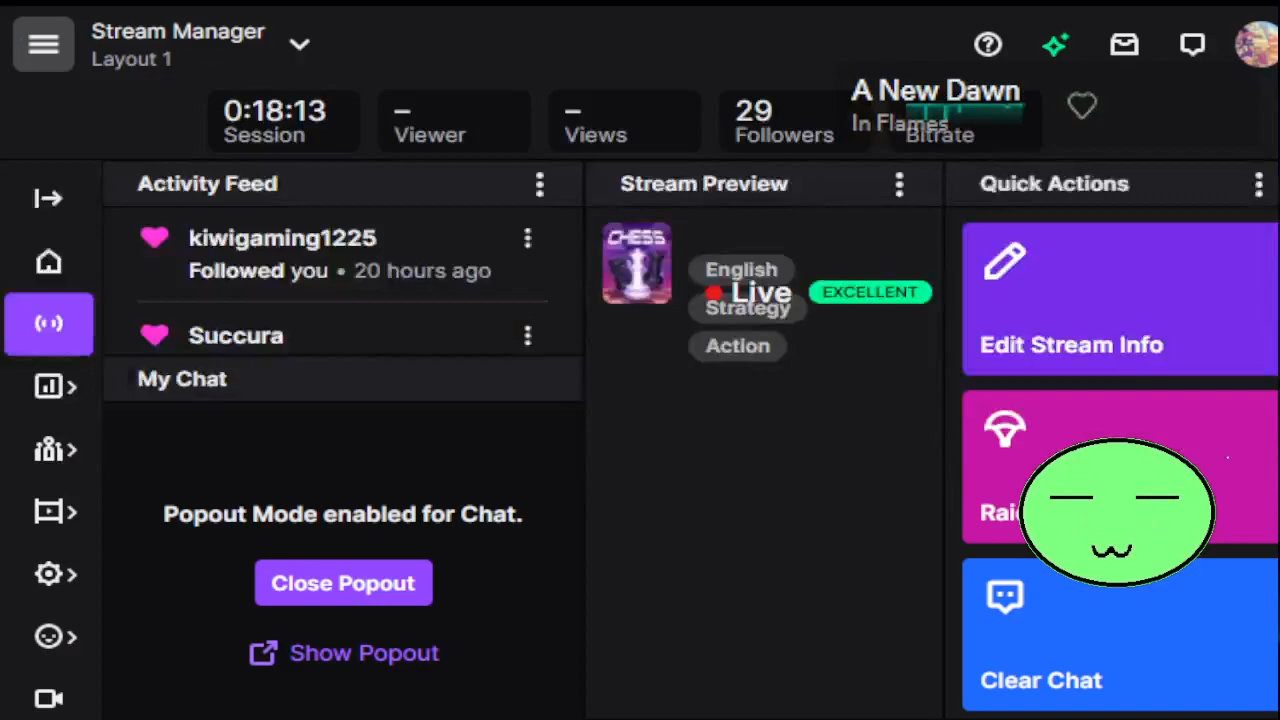 Stream Manager
Layout 1
A New Dawn
In Flames
0:18:13
Session
–
Viewer
–
Views
29
Followers
Bitrate
Activity Feed
kiwigaming1225
Followed you • 20 hours ago
Succura
My Chat
Popout Mode enabled for Chat.
Close Popout
Show Popout
Stream Preview
CHESS
English
Live
EXCELLENT
Strategy
Action
Quick Actions
Edit Stream Info
Clear Chat